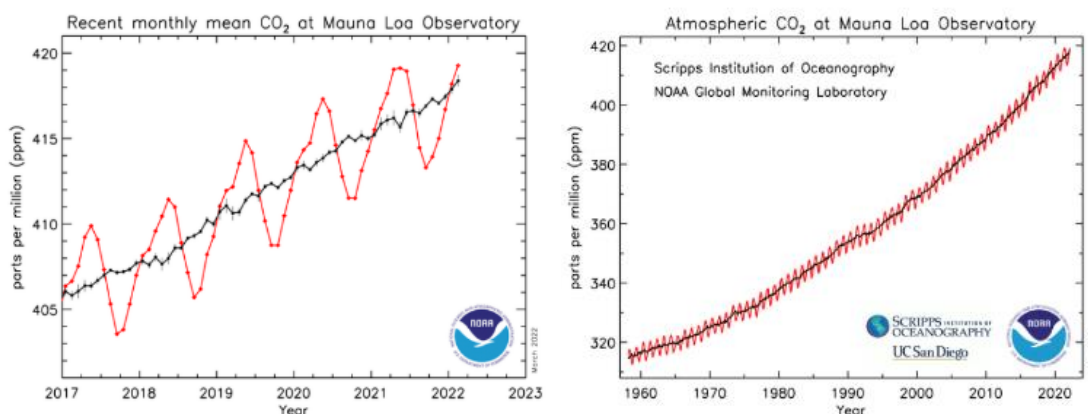 Recent monthly mean CO₂ at Mauna Loa Observatory
420
415
410
405
parts per million (ppm)
2017 2018 2019 2020 2021 2022 2023
Year
NOAA
March 2022
Atmospheric CO₂ at Mauna Loa Observatory
Scripps Institution of Oceanography
NOAA Global Monitoring Laboratory
420
400
380
360
340
320
parts per million (ppm)
1960 1970 1980 1990 2000 2010 2020
Year
SCRIPPS INSTITUTION OF
OCEANOGRAPHY
UC San Diego
NOAA